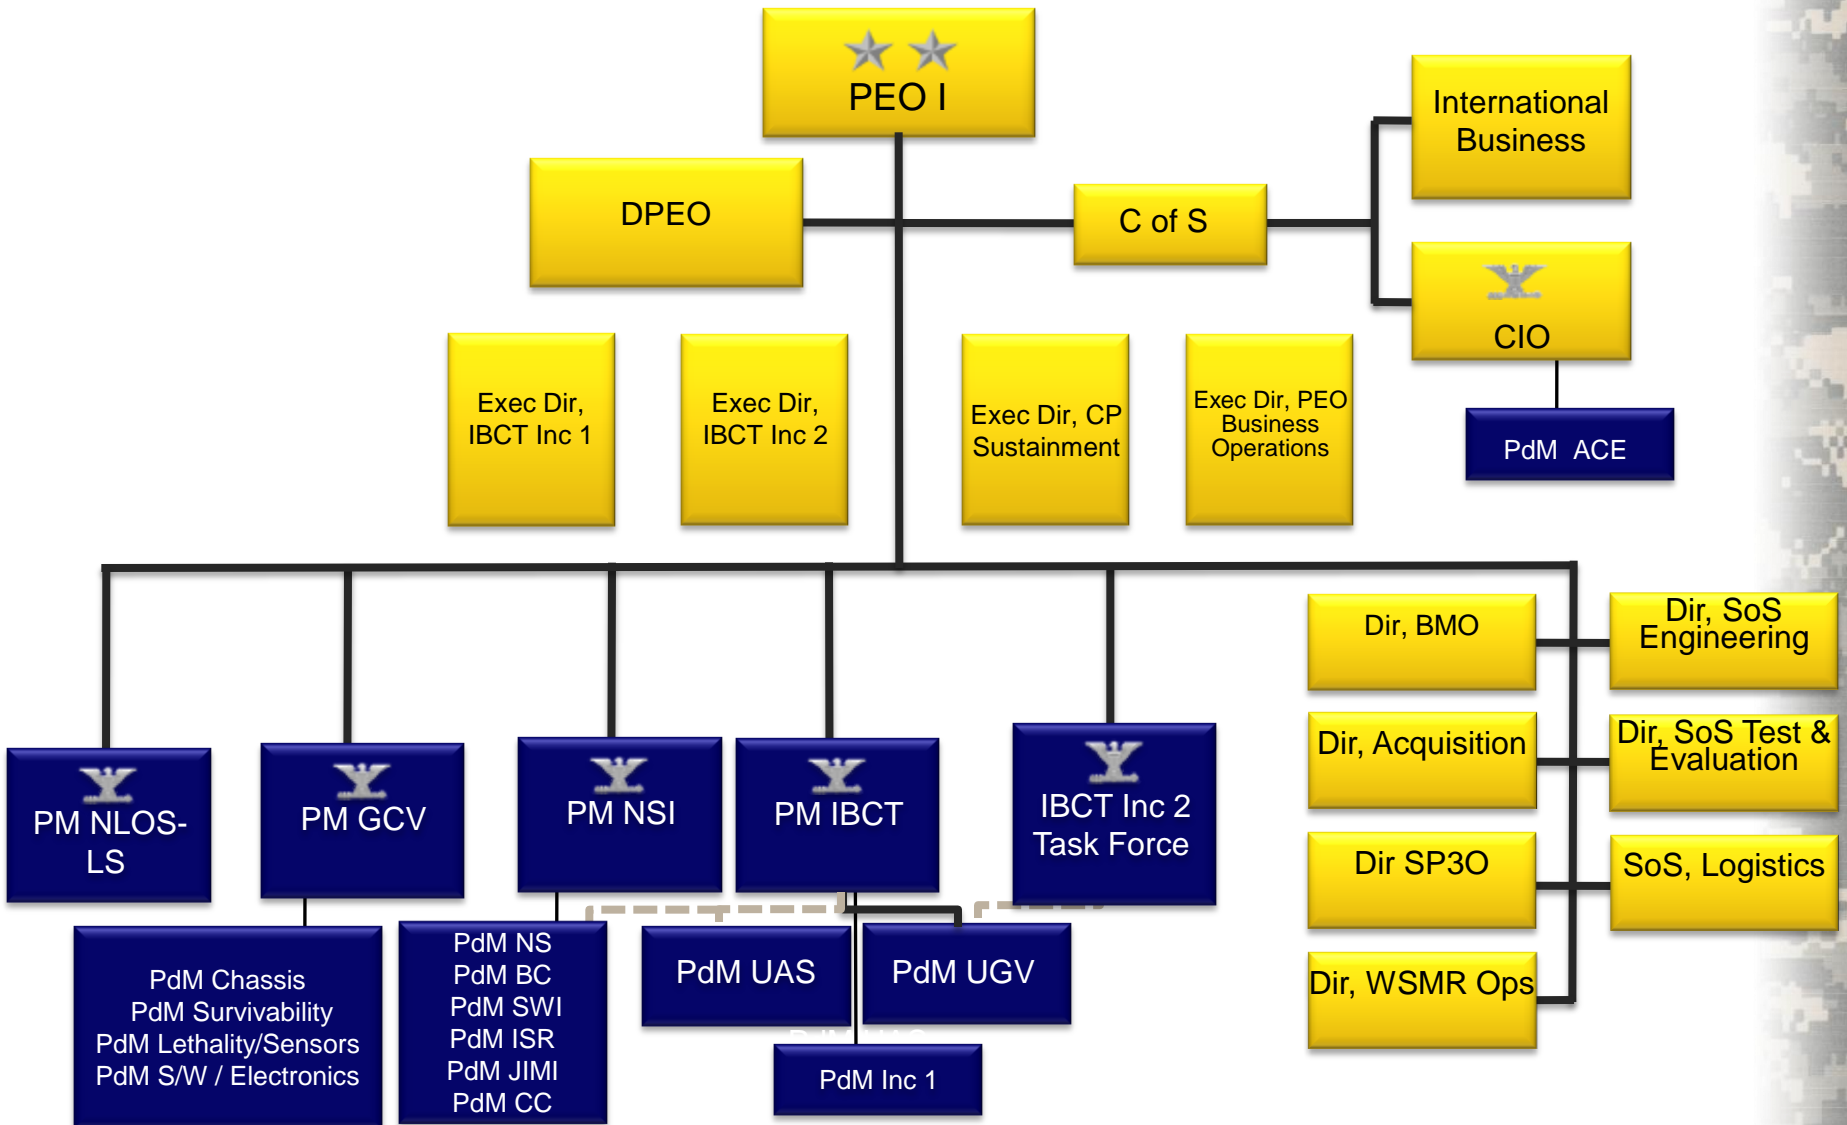 PEO I
International
Business
DPEO
C of S
CIO
Exec Dir,
IBCT Inc 1
Exec Dir,
IBCT Inc 2
Exec Dir, CP
Sustainment
Exec Dir, PEO
Business
Operations
PdM ACE
Dir, BMO
Dir, SoS
Engineering
Dir, Acquisition
Dir, SoS Test &
Evaluation
Dir SP3O
SoS, Logistics
Dir, WSMR Ops
PM NLOS-
LS
PM GCV
PM NSI
PM IBCT
IBCT Inc 2
Task Force
PdM Chassis
PdM Survivability
PdM Lethality/Sensors
PdM S/W / Electronics
PdM NS
PdM BC
PdM SWI
PdM ISR
PdM JIMI
PdM CC
PdM UAS
PdM UGV
PdM Inc 1